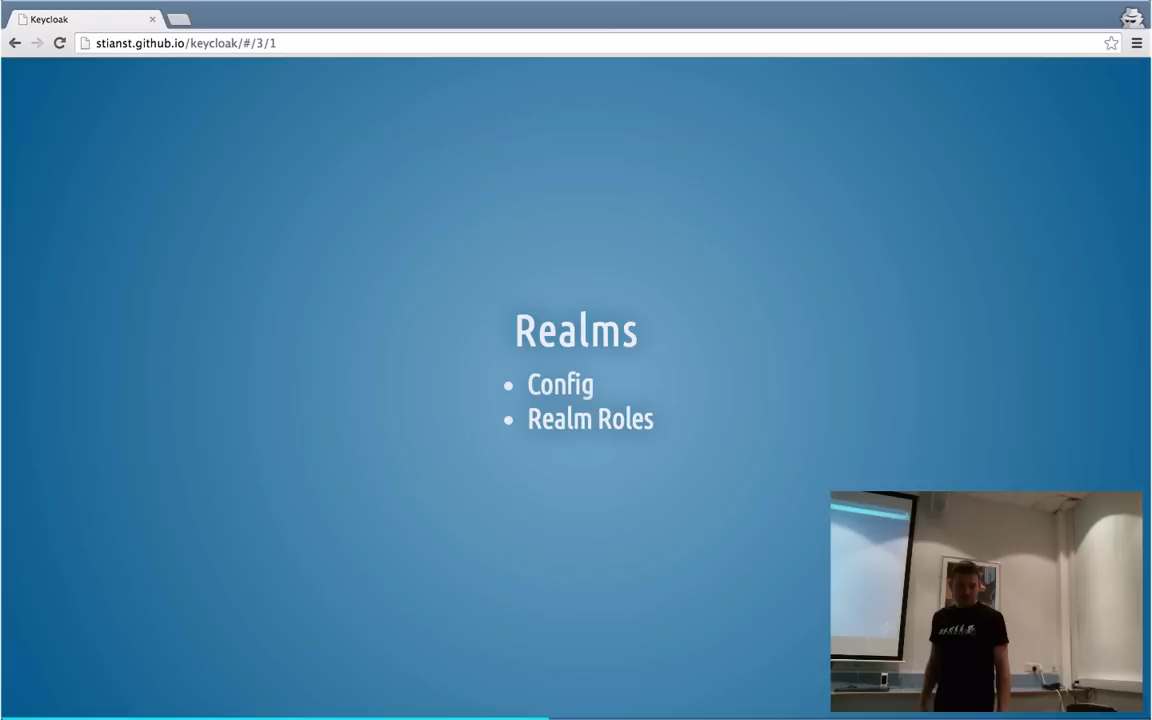 Keycloak
stianst.github.io/keycloak/#/3/1
Realms
Config
Realm Roles